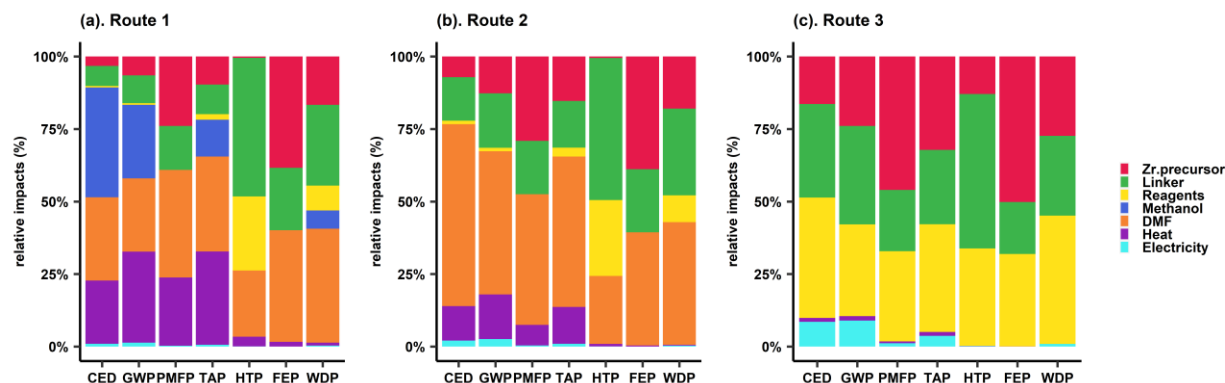 (a). Route 1
(b). Route 2
(c). Route 3
relative impacts (%)
100%
75%
50%
25%
0%
CED GWP PMFP TAP HTP FEP WDP
relative impacts (%)
100%
75%
50%
25%
0%
CED GWP PMFP TAP HTP FEP WDP
relative impacts (%)
100%
75%
50%
25%
0%
CED GWP PMFP TAP HTP FEP WDP
Zr.precursor
Linker
Reagents
Methanol
DMF
Heat
Electricity